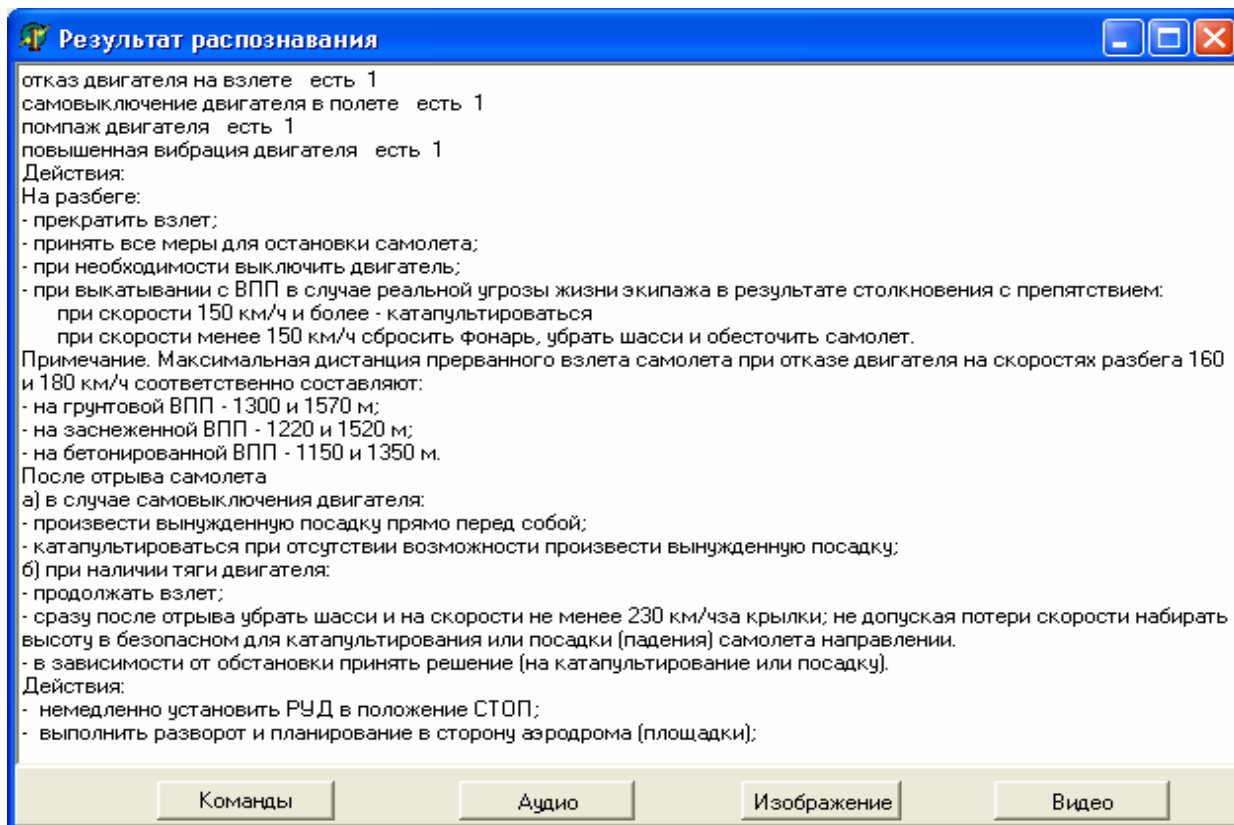 Результат распознавания
отказ двигателя на взлете есть 1
самовыключение двигателя в полете есть 1
помпаж двигателя есть 1
повышенная вибрация двигателя есть 1
Действия:
На разбеге:
- прекратить взлет;
- принять все меры для остановки самолета;
- при необходимости выключить двигатель;
- при выкатывании с ВПП в случае реальной угрозы жизни экипажа в результате столкновения с препятствием:
при скорости 150 км/ч и более - катапультироваться
при скорости менее 150 км/ч сбросить фонарь, убрать шасси и обесточить самолет.
Примечание. Максимальная дистанция прерванного взлета самолета при отказе двигателя на скоростях разбега 160
и 180 км/ч соответственно составляют:
- на грунтовой ВПП - 1300 и 1570 м;
- на заснеженной ВПП - 1220 и 1520 м;
- на бетонированной ВПП - 1150 и 1350 м.
После отрыва самолета
а) в случае самовыключения двигателя:
- произвести вынужденную посадку прямо перед собой;
- катапультироваться при отсутствии возможности произвести вынужденную посадку;
б) при наличии тяги двигателя:
- продолжать взлет;
- сразу после отрыва убрать шасси и на скорости не менее 230 км/чза крылки; не допуская потери скорости набирать
высоту в безопасном для катапультирования или посадки (падения) самолета направлении.
- в зависимости от обстановки принять решение (на катапультирование или посадку).
Действия:
- немедленно установить РУД в положение СТОП;
- выполнить разворот и планирование в сторону аэродрома (площадки);
Команды Аудио Изображение Видео